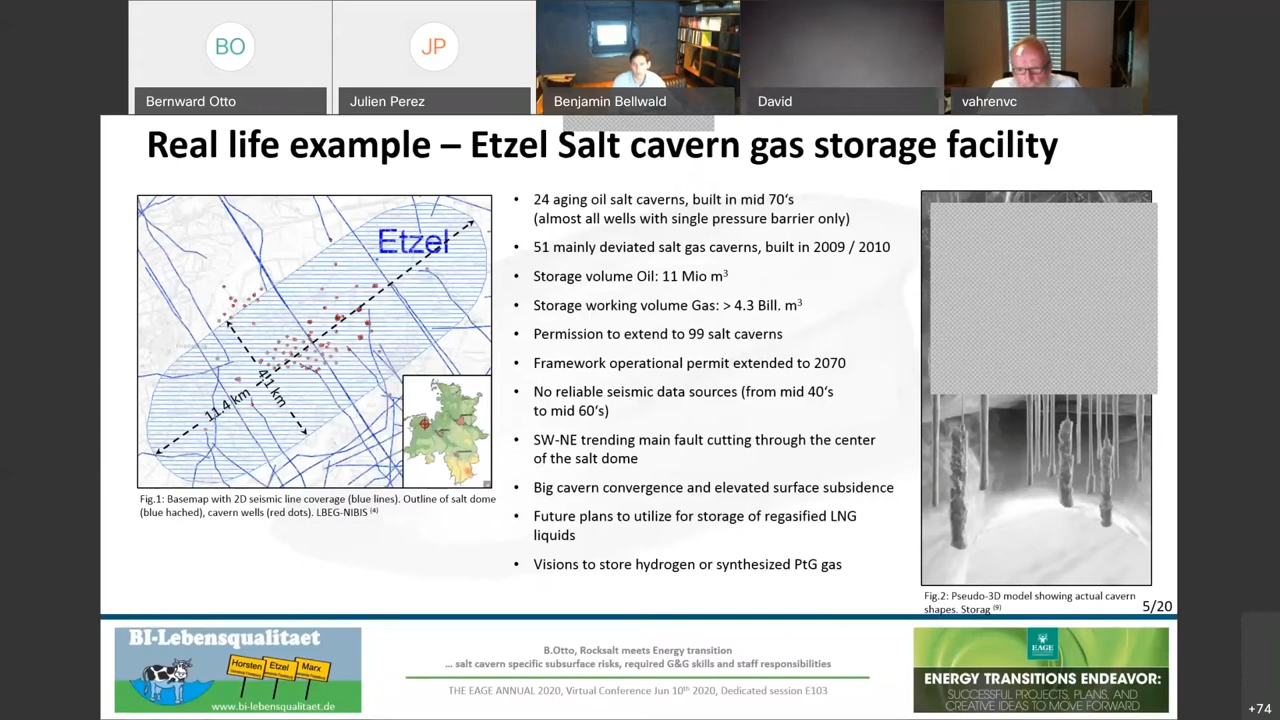 BO
JP
Bernward Otto
Julien Perez
Benjamin Bellwald
David
vahrenvc
Real life example – Etzel Salt cavern gas storage facility
Etzel
4.1 km
11.4 km
Fig.1: Basemap with 2D seismic line coverage (blue lines). Outline of salt dome
(blue hached), cavern wells (red dots). LBEG-NIBIS (4)
• 24 aging oil salt caverns, built in mid 70‘s
(almost all wells with single pressure barrier only)
• 51 mainly deviated salt gas caverns, built in 2009 / 2010
• Storage volume Oil: 11 Mio m³
• Storage working volume Gas: > 4.3 Bill. m³
• Permission to extend to 99 salt caverns
• Framework operational permit extended to 2070
• No reliable seismic data sources (from mid 40‘s
to mid 60‘s)
• SW-NE trending main fault cutting through the center
of the salt dome
• Big cavern convergence and elevated surface subsidence
• Future plans to utilize for storage of regasified LNG
liquids
• Visions to store hydrogen or synthesized PtG gas
Fig.2: Pseudo-3D model showing actual cavern
shapes. Storag (9)
5/20
BI-Lebensqualitaet
Horsten
Etzel
Marx
www.bi-lebensqualitaet.de
B.Otto, Rocksalt meets Energy transition
... salt cavern specific subsurface risks, required G&G skills and staff responsibilities
THE EAGE ANNUAL 2020, Virtual Conference Jun 10th 2020, Dedicated session E103
EAGE
ENERGY TRANSITIONS ENDEAVOR:
SUCCESSFUL PROJECTS, PLANS, AND
CREATIVE IDEAS TO MOVE FORWARD
+74